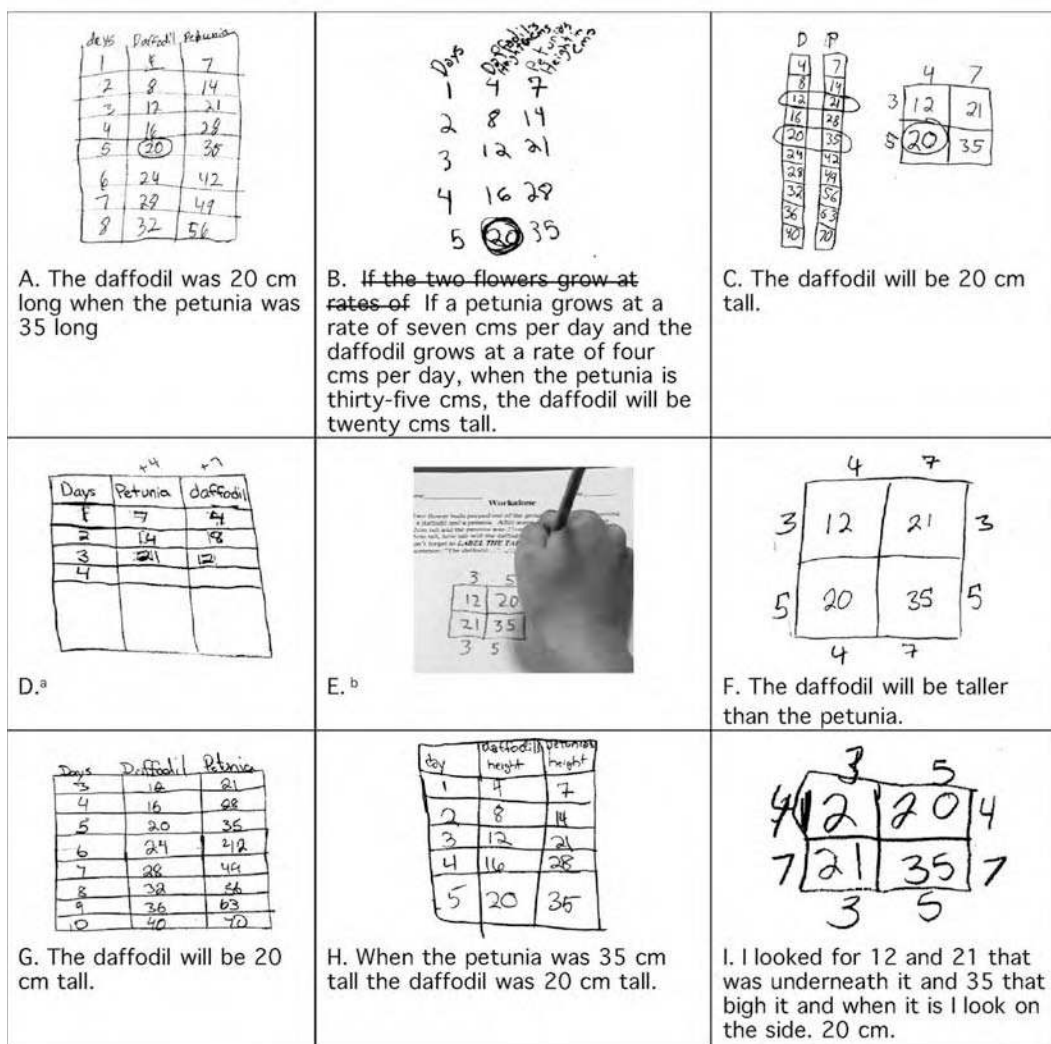 days Daffodil Petunia
1 4 7
2 8 14
3 12 21
4 16 28
5 20 35
6 24 42
7 28 49
8 32 56
A. The daffodil was 20 cm
long when the petunia was
35 long
Days Daffodils Height cms Petunias Height cms
1 4 7
2 8 14
3 12 21
4 16 28
5 20 35
B. If the two flowers grow at
rates of If a petunia grows at a
rate of seven cms per day and the
daffodil grows at a rate of four
cms per day, when the petunia is
thirty-five cms, the daffodil will be
twenty cms tall.
D P
4 7
8 14
12 21
16 28
20 35
24 42
28 49
32 56
36 63
40 70
4 7
3 12 21
5 20 35
C. The daffodil will be 20 cm
tall.
+4 +7
Days Petunia daffodil
1 7 4
2 14 8
3 21 12
4
D.a
Workalone
3 5
12 20
21 35
3 5
E. b
4 7
3 12 21 3
5 20 35 5
4 7
F. The daffodil will be taller
than the petunia.
Days Daffodil Petunia
3 12 21
4 16 28
5 20 35
6 24 42
7 28 49
8 32 56
9 36 63
10 40 70
G. The daffodil will be 20
cm tall.
day daffodils height petunias height
1 4 7
2 8 14
3 12 21
4 16 28
5 20 35
H. When the petunia was 35 cm
tall the daffodil was 20 cm tall.
3 5
4 12 20 4
7 21 35 7
3 5
I. I looked for 12 and 21 that
was underneath it and 35 that
bigh it and when it is I look on
the side. 20 cm.